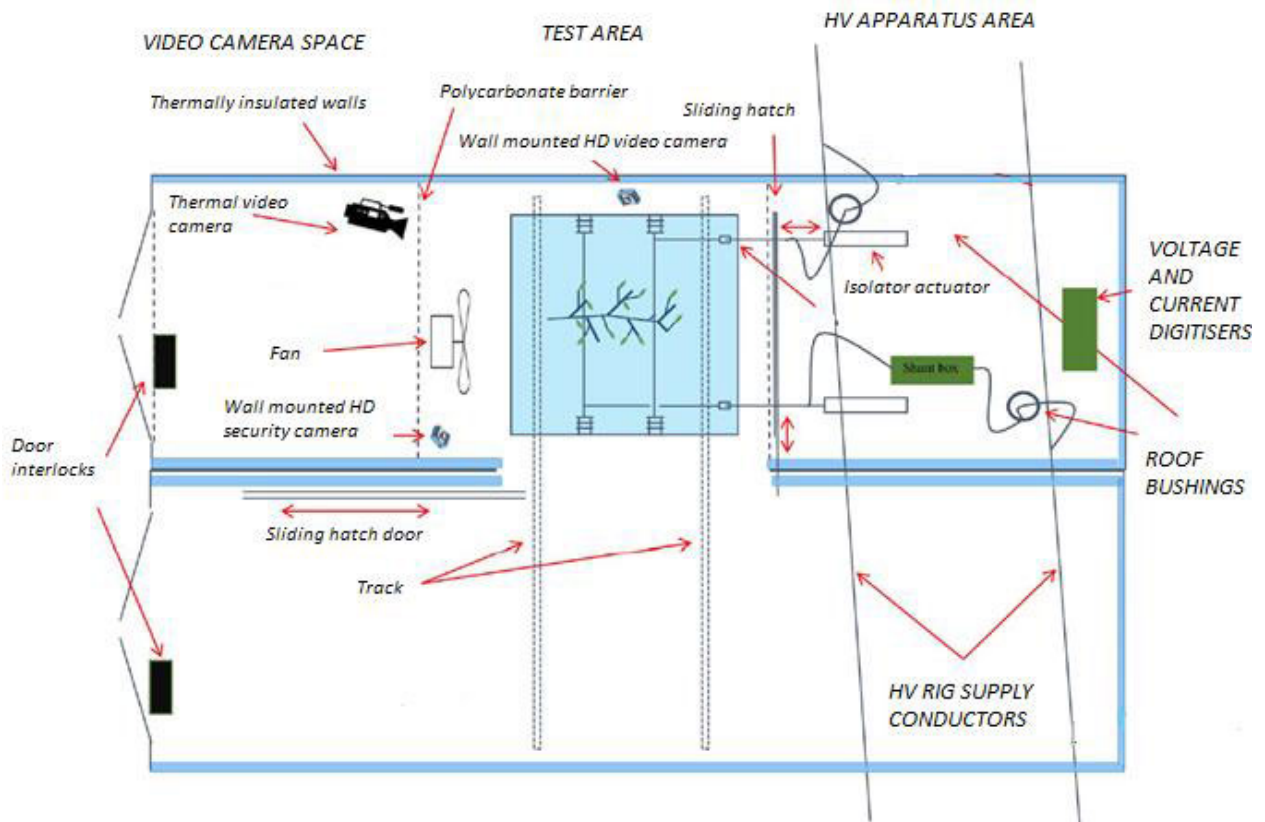 HV APPARATUS AREA
TEST AREA
VIDEO CAMERA SPACE
Polycarbonate barrier
Thermally insulated walls
Sliding hatch
Wall mounted HD video camera
Thermal video
camera
VOLTAGE
AND
CURRENT
DIGITISERS
Isolator actuator
Fan
Shunt box
Wall mounted HD
security camera
Door
interlocks
ROOF
BUSHINGS
Sliding hatch door
Track
HV RIG SUPPLY
CONDUCTORS